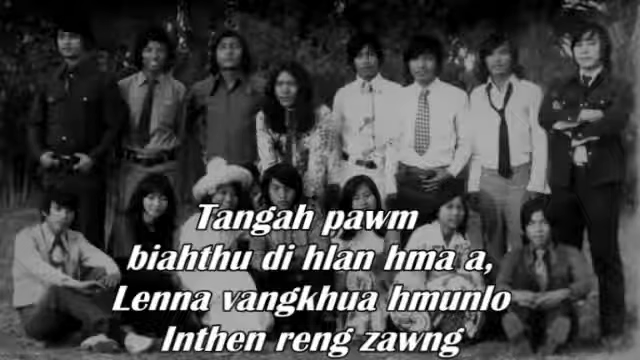 Tangah pawm
biahthu di hlan hma a,
Lenna vangkhua hmunlo
Inthen reng zawng